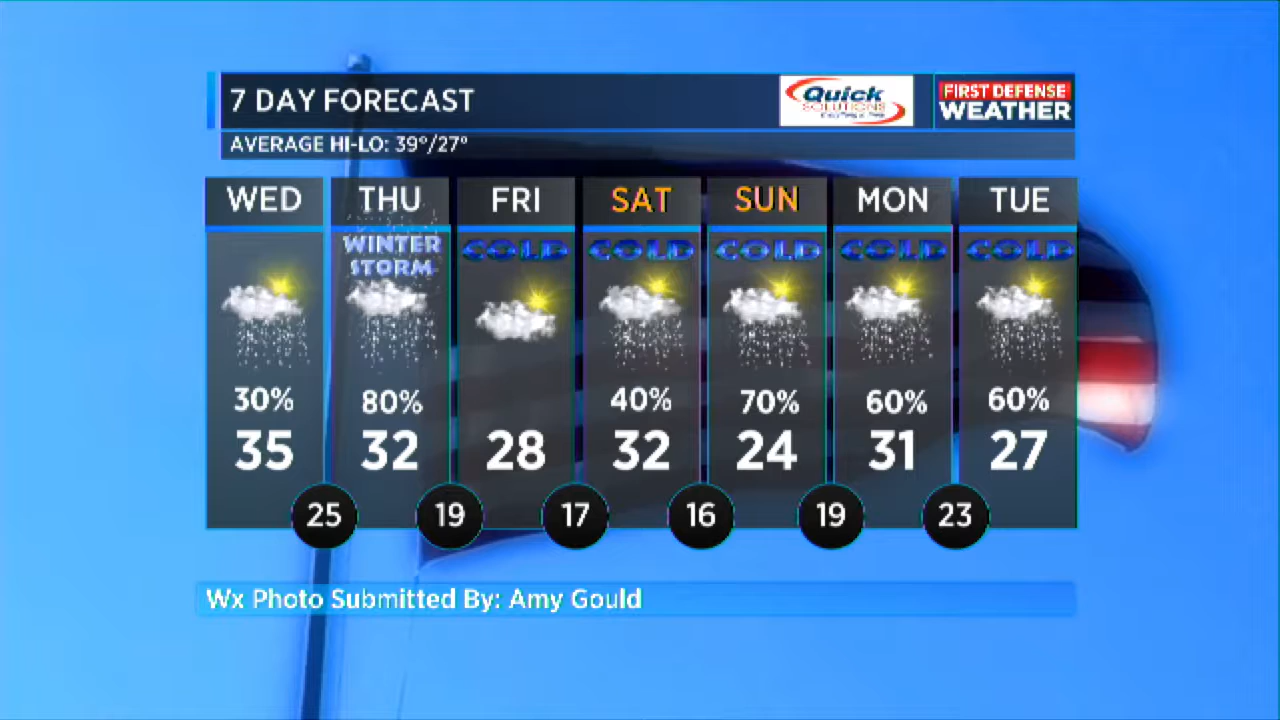 7 DAY FORECAST
Quick
SOLUTIONS
FIRST DEFENSE
WEATHER
AVERAGE HI-LO: 39°/27°
WED THU FRI SAT SUN MON TUE
WINTER STORM COLD COLD COLD COLD COLD
30% 80% 40% 70% 60% 60%
35 32 28 32 24 31 27
25 19 17 16 19 23
Wx Photo Submitted By: Amy Gould